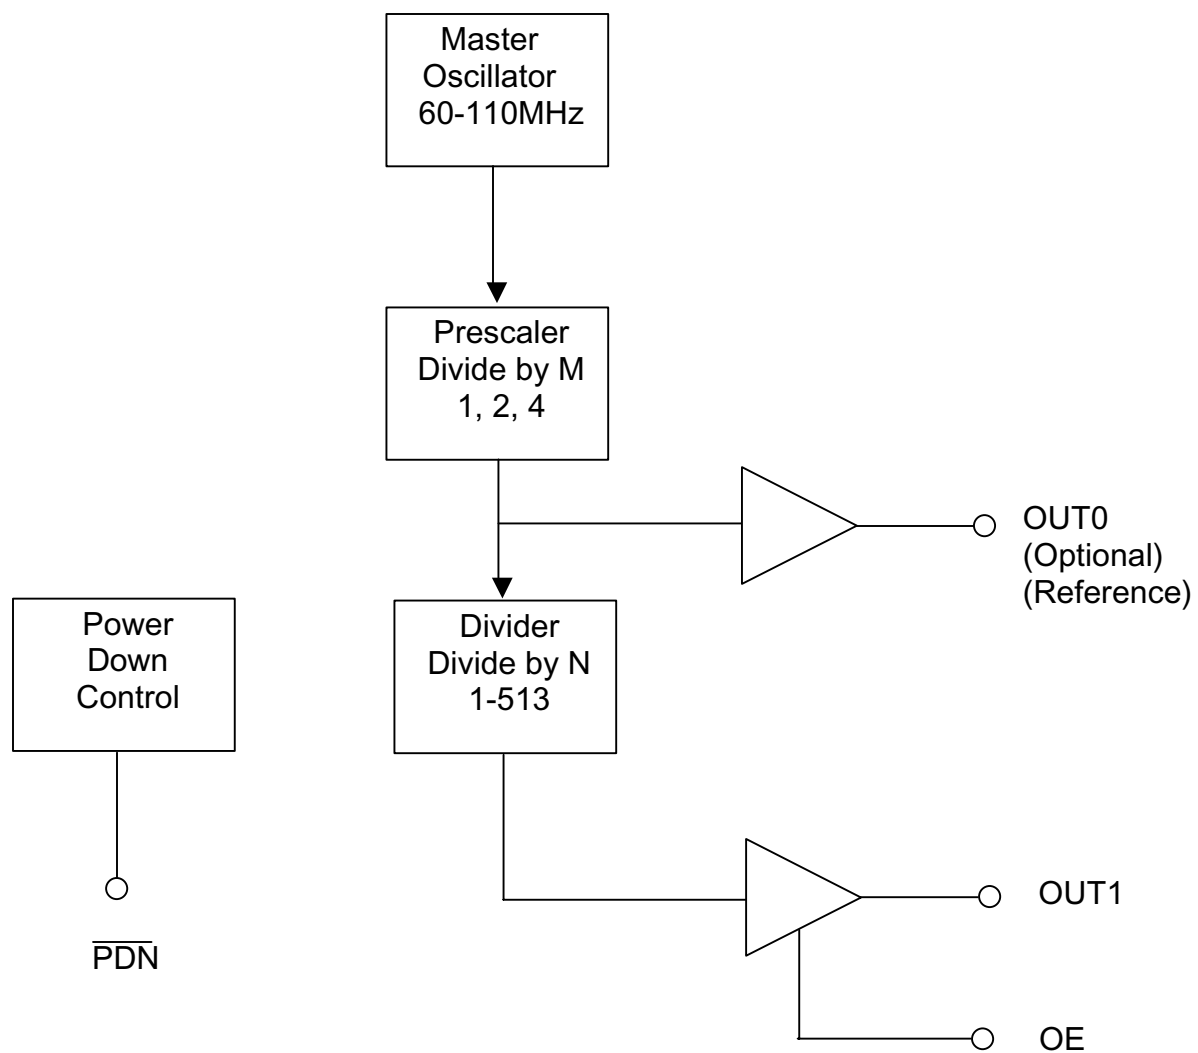 Master
Oscillator
60-110MHz
Prescaler
Divide by M
1, 2, 4
OUT0
(Optional)
(Reference)
Power
Down
Control
Divider
Divide by N
1-513
OUT1
P̅D̅N̅
OE